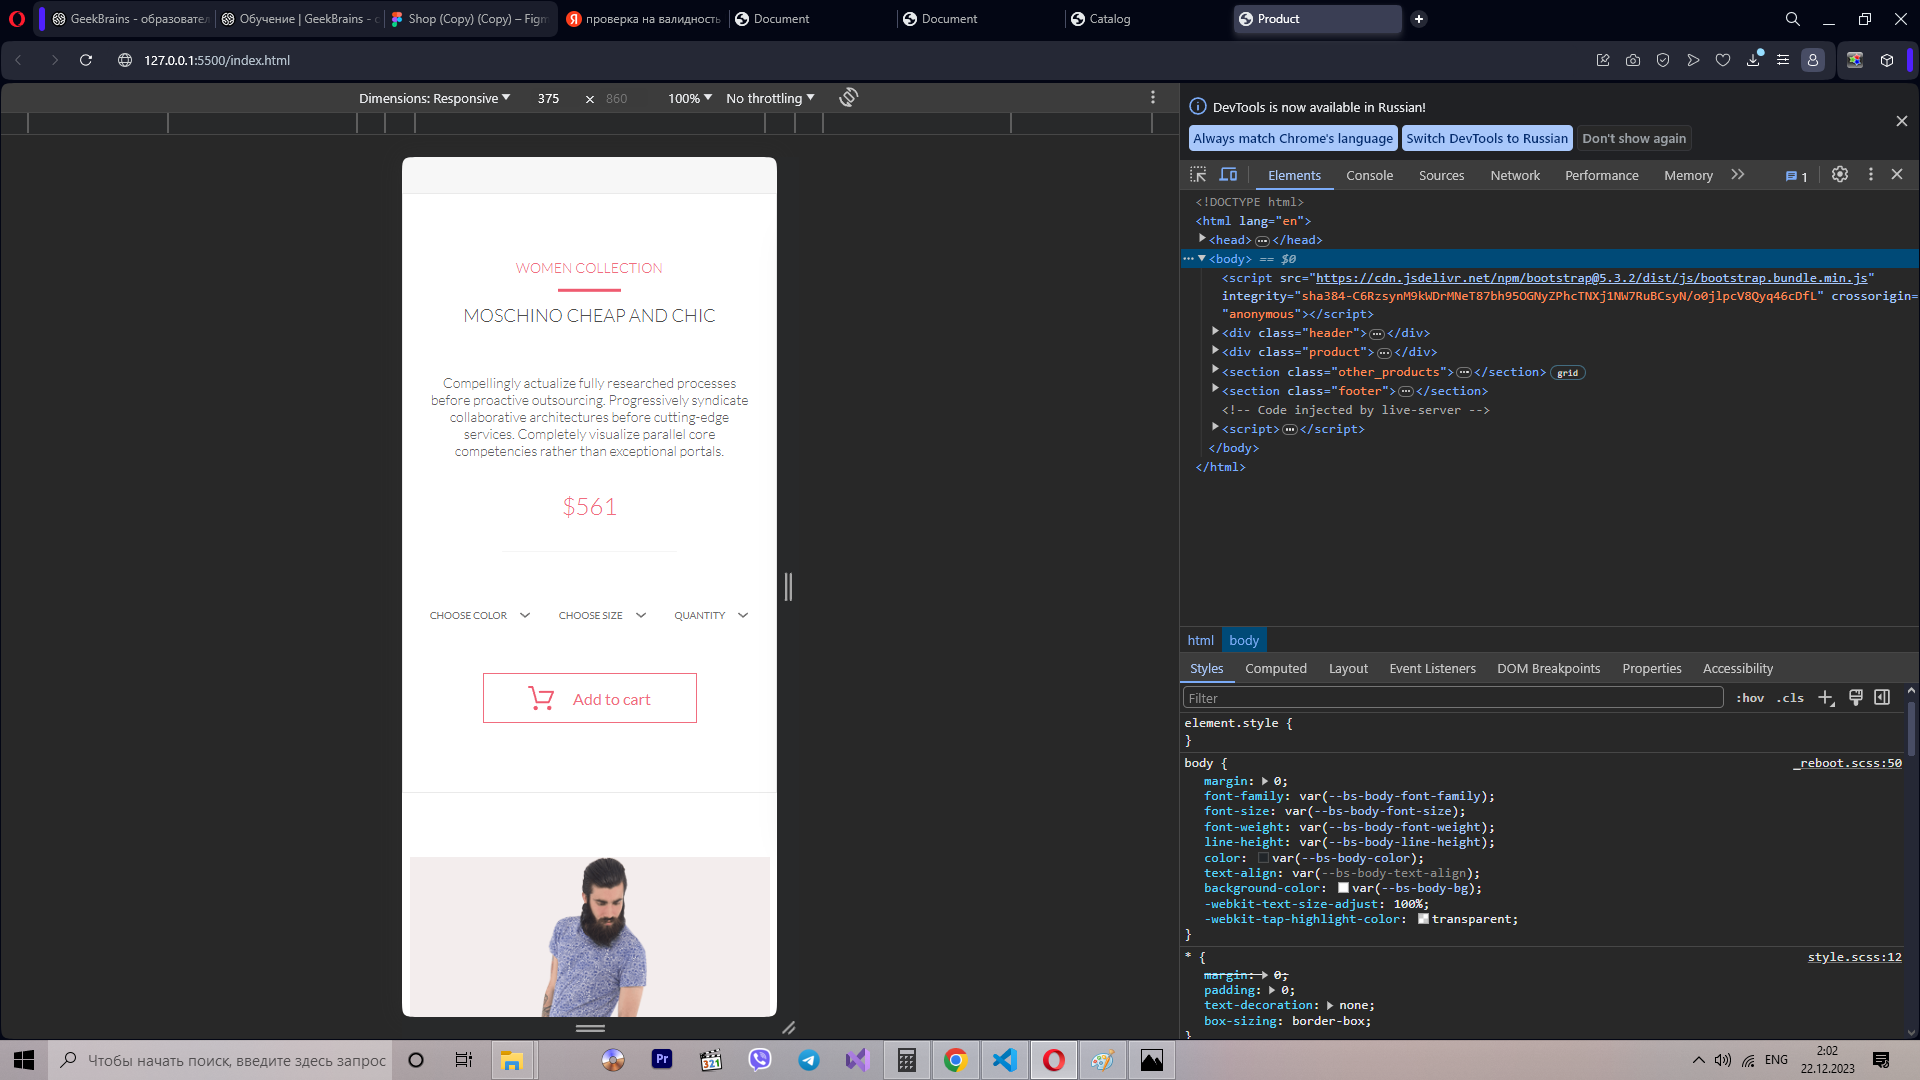 GeekBrains - образовател
Обучение | GeekBrains - с
Shop (Copy) (Copy) – Figm
проверка на валидность
Document
Document
Catalog
Product
127.0.0.1:5500/index.html
Dimensions: Responsive
375
×
860
100%
No throttling
WOMEN COLLECTION
MOSCHINO CHEAP AND CHIC
Compellingly actualize fully researched processes
before proactive outsourcing. Progressively syndicate
collaborative architectures before cutting-edge
services. Completely visualize parallel core
competencies rather than exceptional portals.
$561
CHOOSE COLOR
CHOOSE SIZE
QUANTITY
Add to cart
DevTools is now available in Russian!
Always match Chrome's language
Switch DevTools to Russian
Don't show again
Elements
Console
Sources
Network
Performance
Memory
1
<!DOCTYPE html>
<html lang="en">
<head> </head>
<body> == $0
<script src="https://cdn.jsdelivr.net/npm/bootstrap@5.3.2/dist/js/bootstrap.bundle.min.js"
integrity="sha384-C6RzsynM9kWDrMNeT87bh95OGNyZPhcTNXj1NW7RuBCsyN/o0jlpcV8Qyq46cDfL" crossorigin=
"anonymous"></script>
<div class="header"> </div>
<div class="product"> </div>
<section class="other_products"> </section> grid
<section class="footer"> </section>
<!-- Code injected by live-server -->
<script> </script>
</body>
</html>
html
body
Styles
Computed
Layout
Event Listeners
DOM Breakpoints
Properties
Accessibility
Filter
:hov
.cls
element.style {
}
body {
_reboot.scss:50
margin: 0;
font-family: var(--bs-body-font-family);
font-size: var(--bs-body-font-size);
font-weight: var(--bs-body-font-weight);
line-height: var(--bs-body-line-height);
color: var(--bs-body-color);
text-align: var(--bs-body-text-align);
background-color: var(--bs-body-bg);
-webkit-text-size-adjust: 100%;
-webkit-tap-highlight-color: transparent;
}
* {
style.scss:12
margin: 0;
padding: 0;
text-decoration: none;
box-sizing: border-box;
}
Чтобы начать поиск, введите здесь запрос
Pr
321
ENG
2:02
22.12.2023